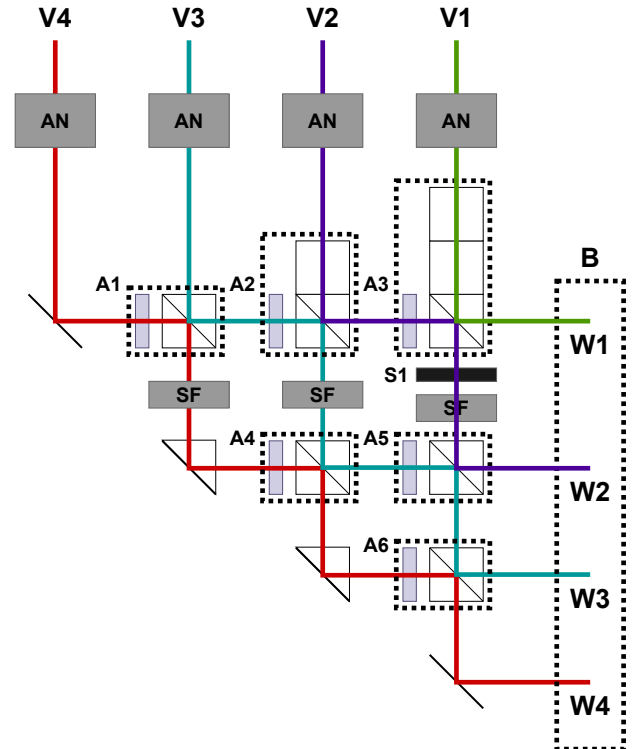 V4 V3 V2 V1
AN AN AN AN
B
A1 A2 A3
W1
S1
SF SF SF
A4 A5
W2
A6
W3
W4